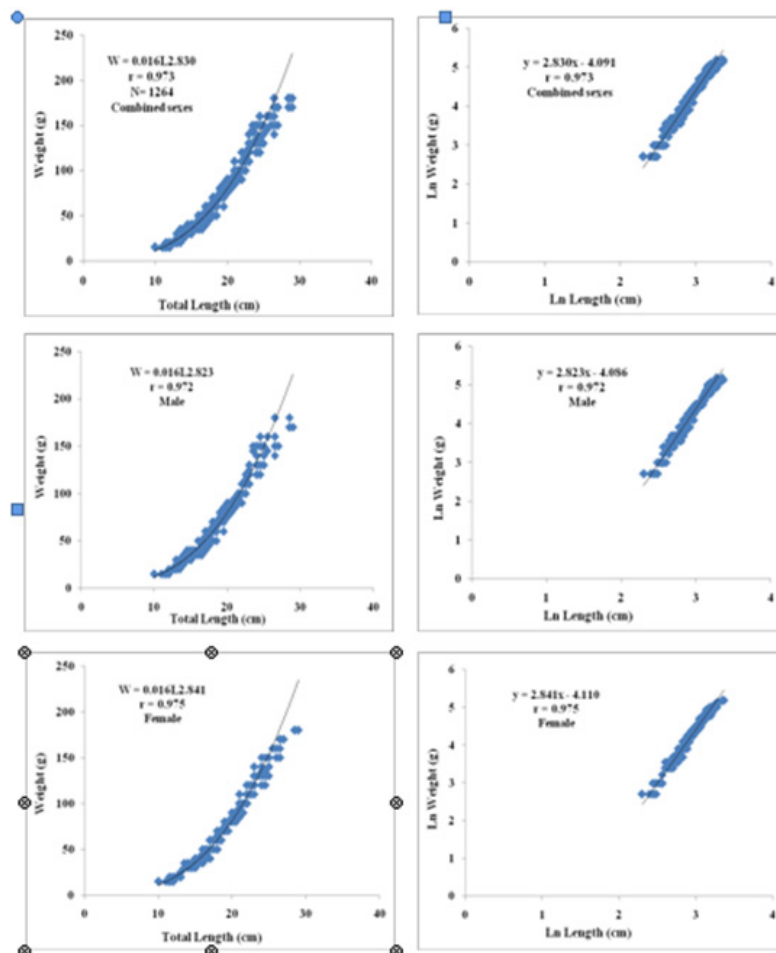 250
200
150
100
50
0
Weight (g)
W = 0.016L2.830
r = 0.973
N= 1264
Combined sexes
0 10 20 30 40
Total Length (cm)
6
5
4
3
2
1
0
Ln Weight (g)
y = 2.830x - 4.091
r = 0.973
Combined sexes
0 1 2 3 4
Ln Length (cm)
250
200
150
100
50
0
Weight (g)
W = 0.016L2.823
r = 0.972
Male
0 10 20 30 40
Total Length (cm)
6
5
4
3
2
1
0
Ln Weight (g)
y = 2.823x - 4.086
r = 0.972
Male
0 1 2 3 4
Ln Length (cm)
250
200
150
100
50
0
Weight (g)
W = 0.016L2.841
r = 0.975
Female
0 10 20 30 40
Total Length (cm)
6
5
4
3
2
1
0
Ln Weight (g)
y = 2.841x - 4.110
r = 0.975
Female
0 1 2 3 4
Ln Length (cm)